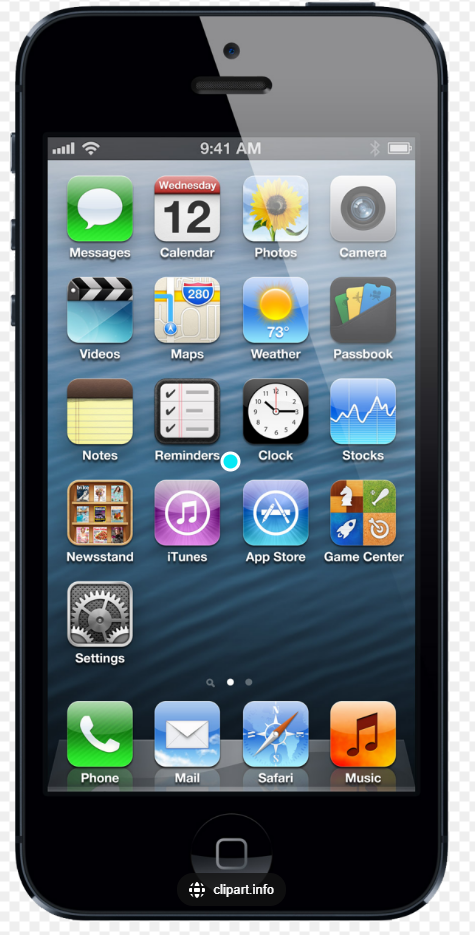 9:41 AM
Wednesday
12
280
73°
Messages Calendar Photos Camera
Videos Maps Weather Passbook
Notes Reminders Clock Stocks
Newsstand iTunes App Store Game Center
Settings
Phone Mail Safari Music
clipart.info